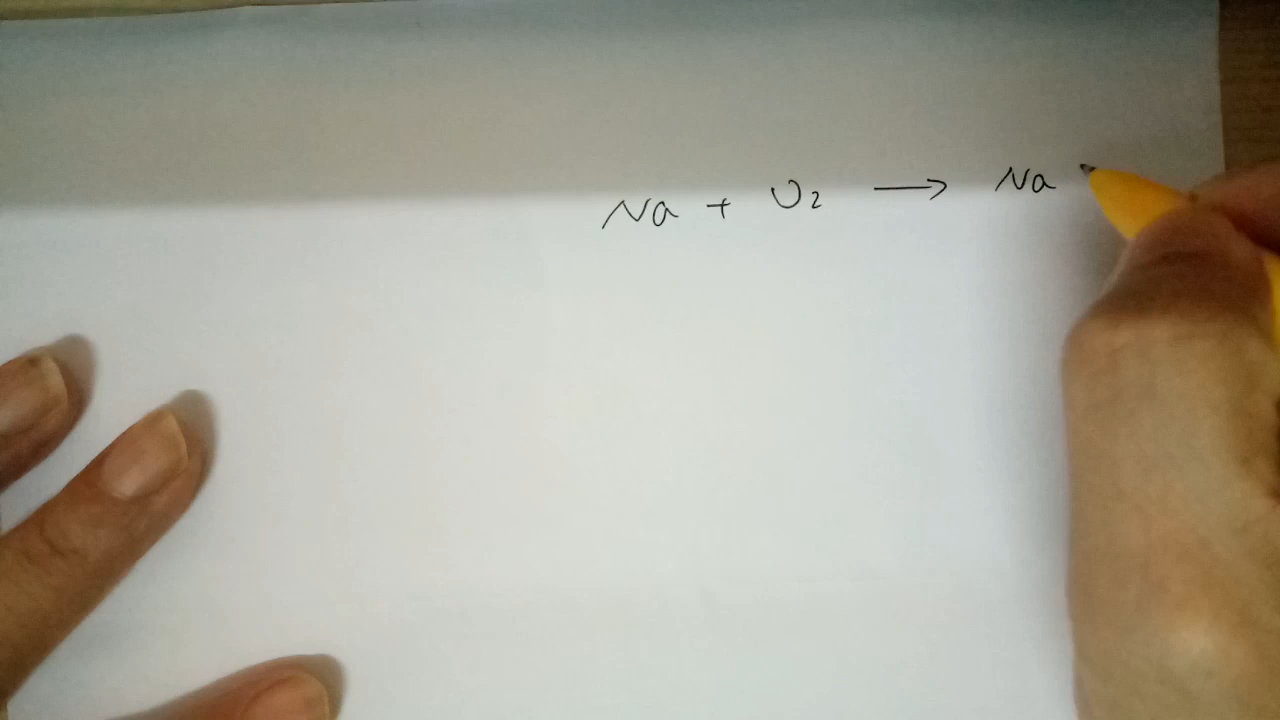 Na + O₂ → Na